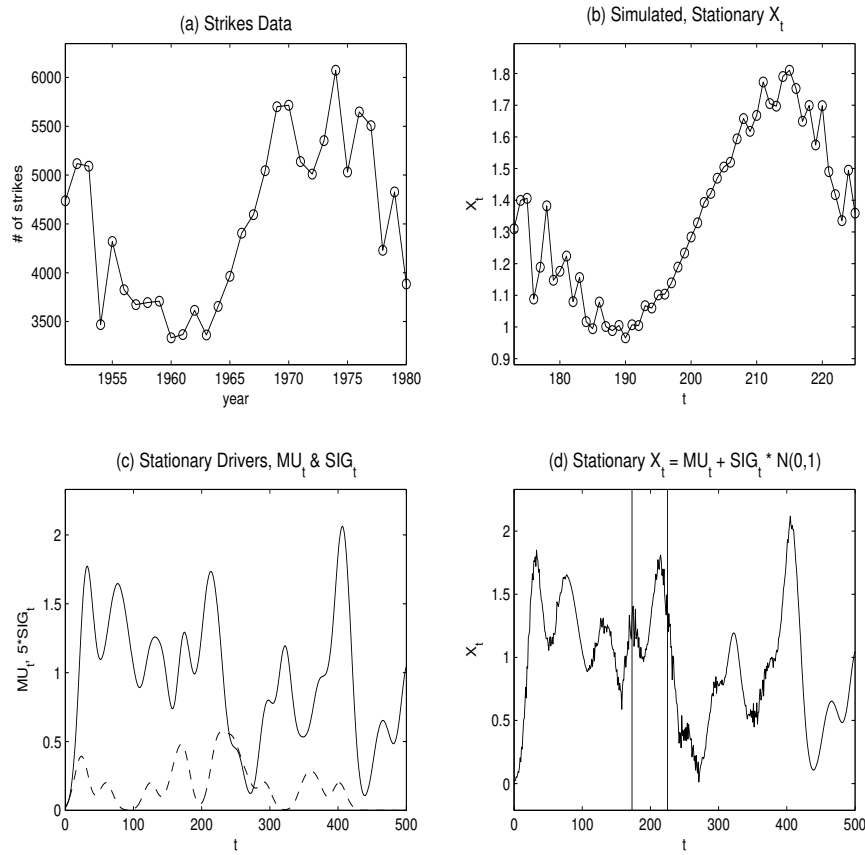 (a) Strikes Data
# of strikes
6000
5500
5000
4500
4000
3500
1955 1960 1965 1970 1975 1980
year
(b) Simulated, Stationary X_t
X_t
1.8
1.7
1.6
1.5
1.4
1.3
1.2
1.1
1
0.9
180 190 200 210 220
t
(c) Stationary Drivers, MU_t & SIG_t
MU_t, 5*SIG_t
2
1.5
1
0.5
0
0 100 200 300 400 500
t
(d) Stationary X_t = MU_t + SIG_t * N(0,1)
X_t
2
1.5
1
0.5
0
0 100 200 300 400 500
t